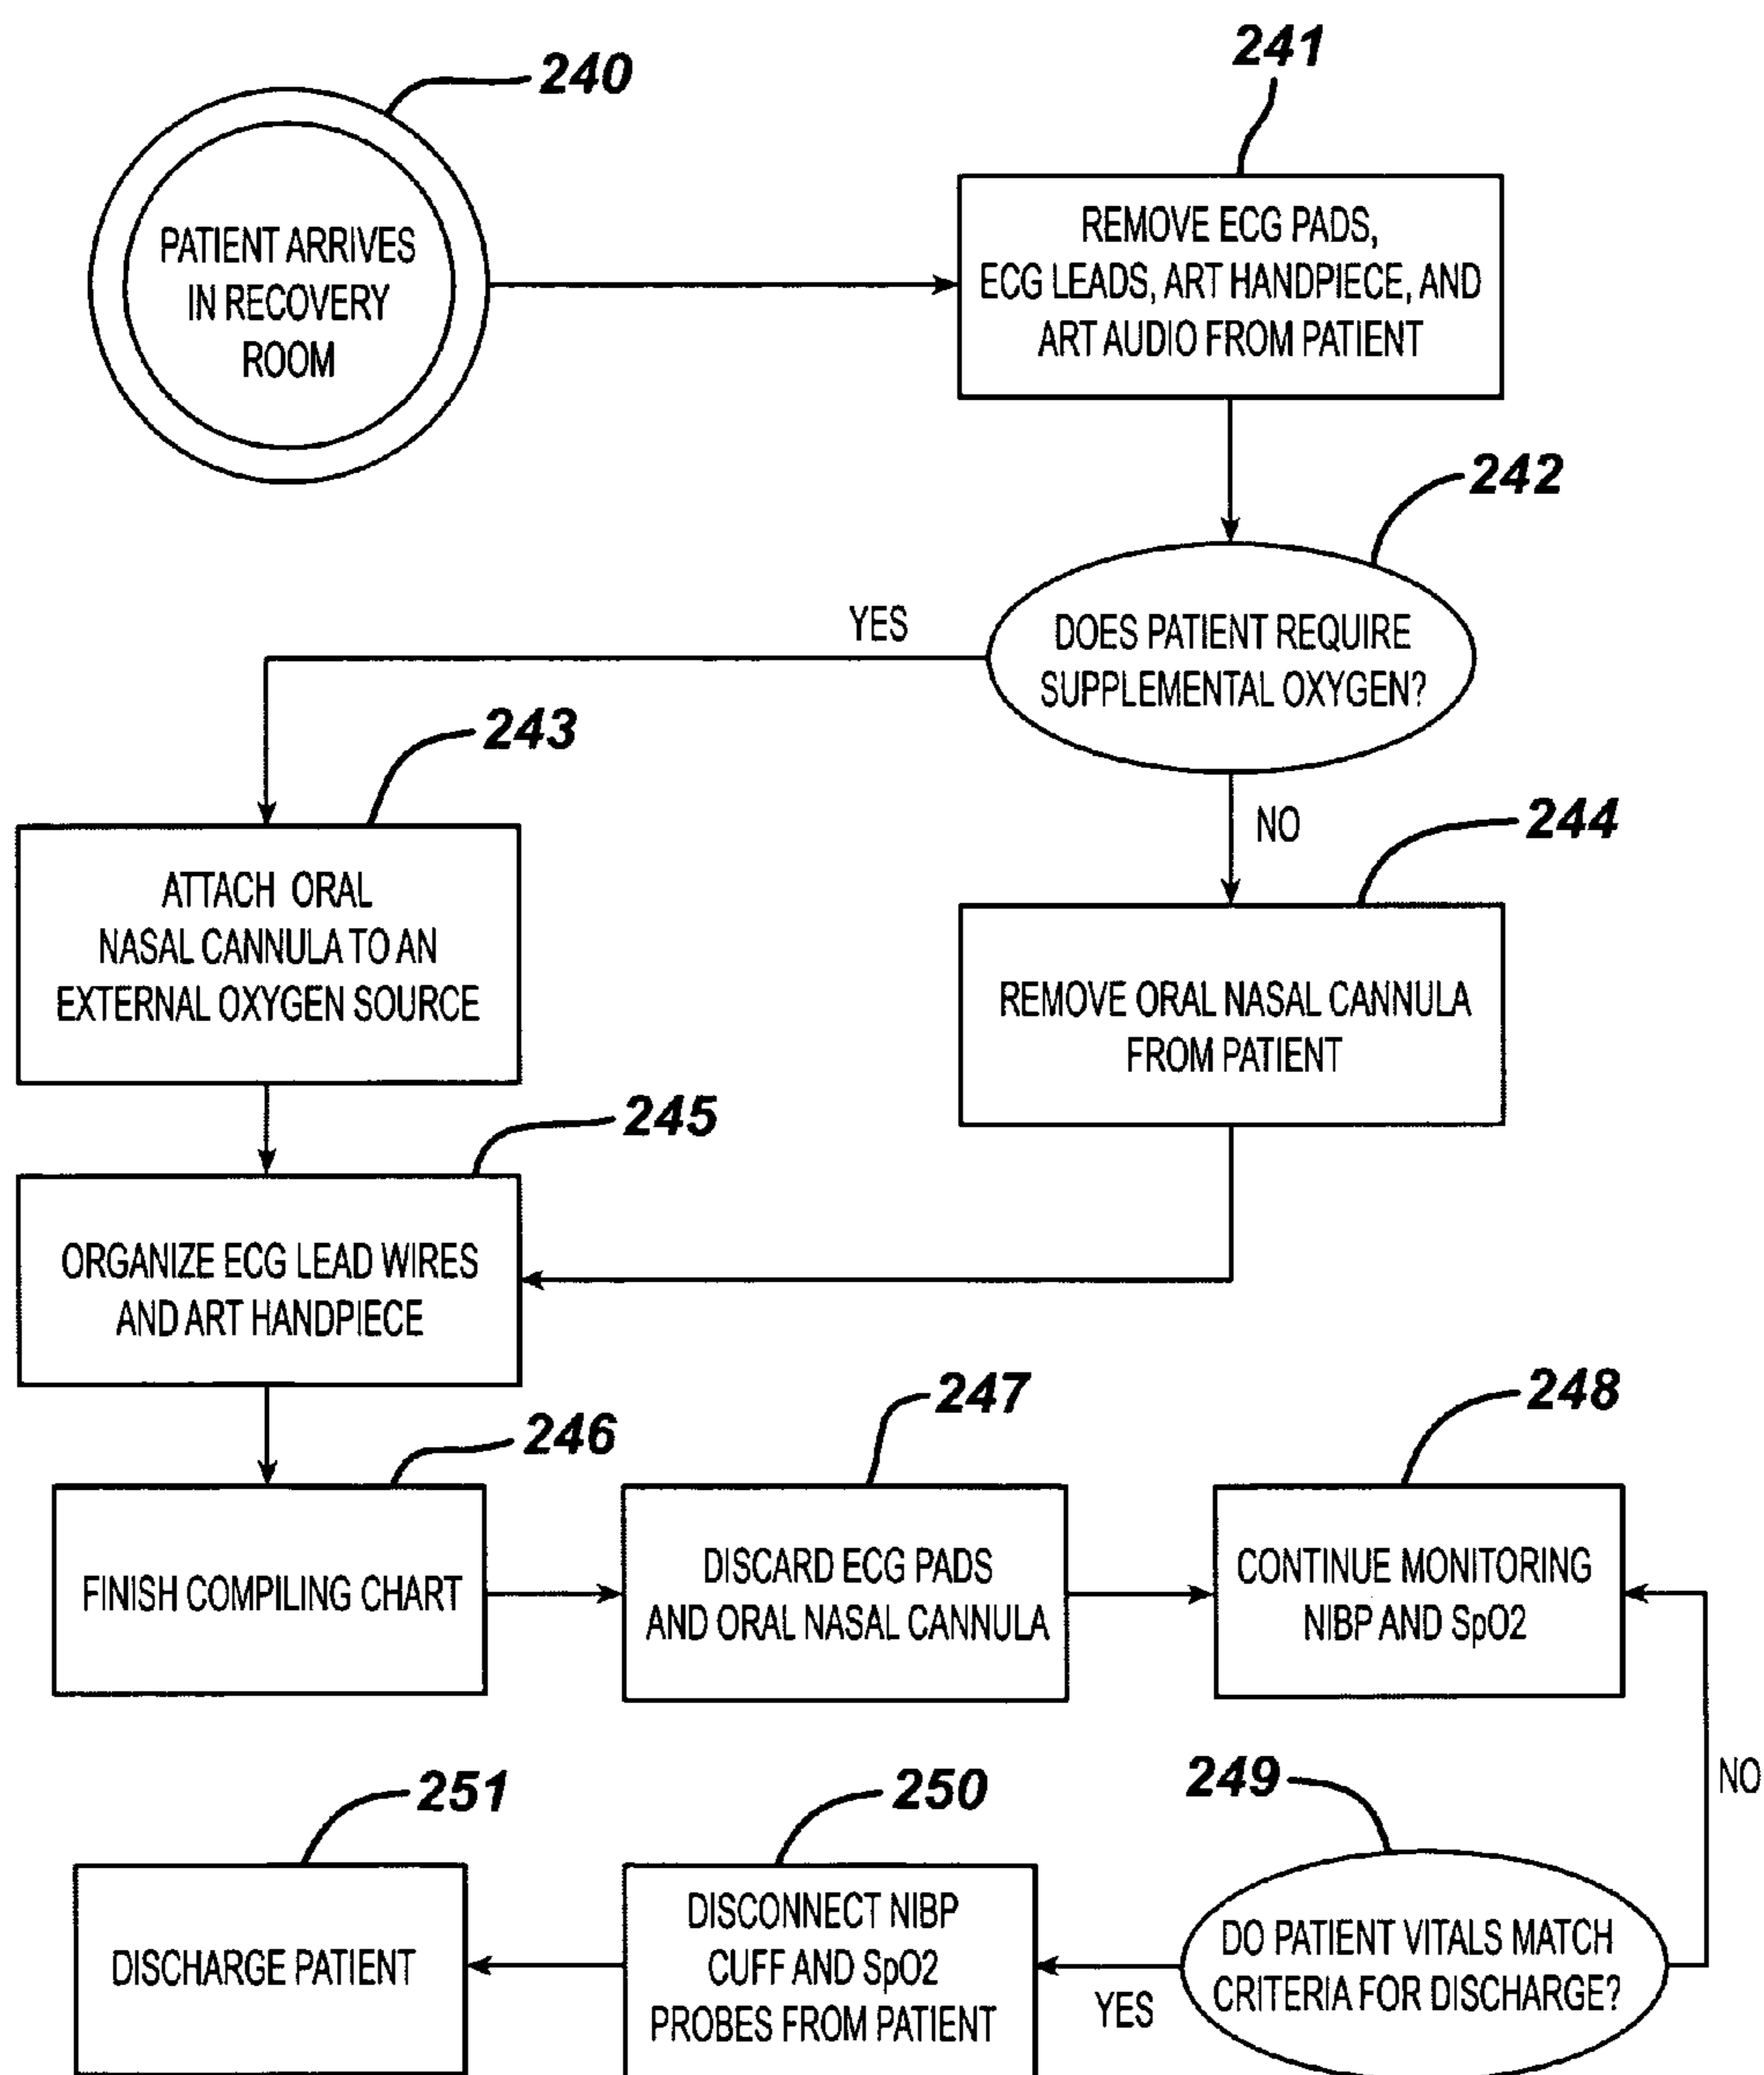 240
PATIENT ARRIVES
IN RECOVERY
ROOM
241
REMOVE ECG PADS,
ECG LEADS, ART HANDPIECE, AND
ART AUDIO FROM PATIENT
242
DOES PATIENT REQUIRE
SUPPLEMENTAL OXYGEN?
YES
NO
243
ATTACH ORAL
NASAL CANNULA TO AN
EXTERNAL OXYGEN SOURCE
244
REMOVE ORAL NASAL CANNULA
FROM PATIENT
245
ORGANIZE ECG LEAD WIRES
AND ART HANDPIECE
246
FINISH COMPILING CHART
247
DISCARD ECG PADS
AND ORAL NASAL CANNULA
248
CONTINUE MONITORING
NIBP AND SpO2
249
DO PATIENT VITALS MATCH
CRITERIA FOR DISCHARGE?
NO
YES
250
DISCONNECT NIBP
CUFF AND SpO2
PROBES FROM PATIENT
251
DISCHARGE PATIENT